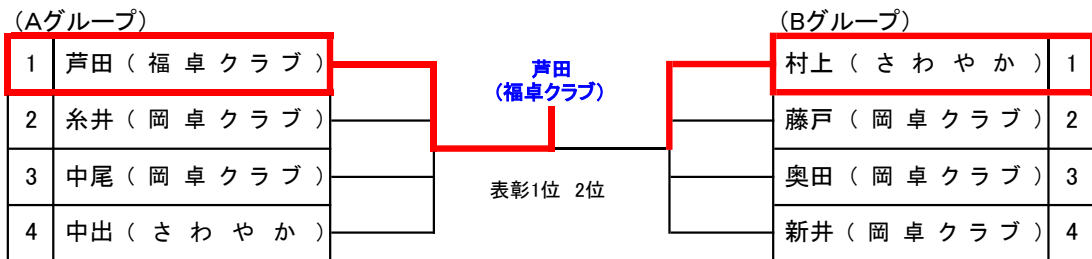 （Aグループ）
1 芦田（福卓クラブ）
2 糸井（岡卓クラブ）
3 中尾（岡卓クラブ）
4 中出（さわやか）
芦田
（福卓クラブ）
表彰1位 2位
（Bグループ）
村上（さわやか） 1
藤戸（岡卓クラブ） 2
奥田（岡卓クラブ） 3
新井（岡卓クラブ） 4